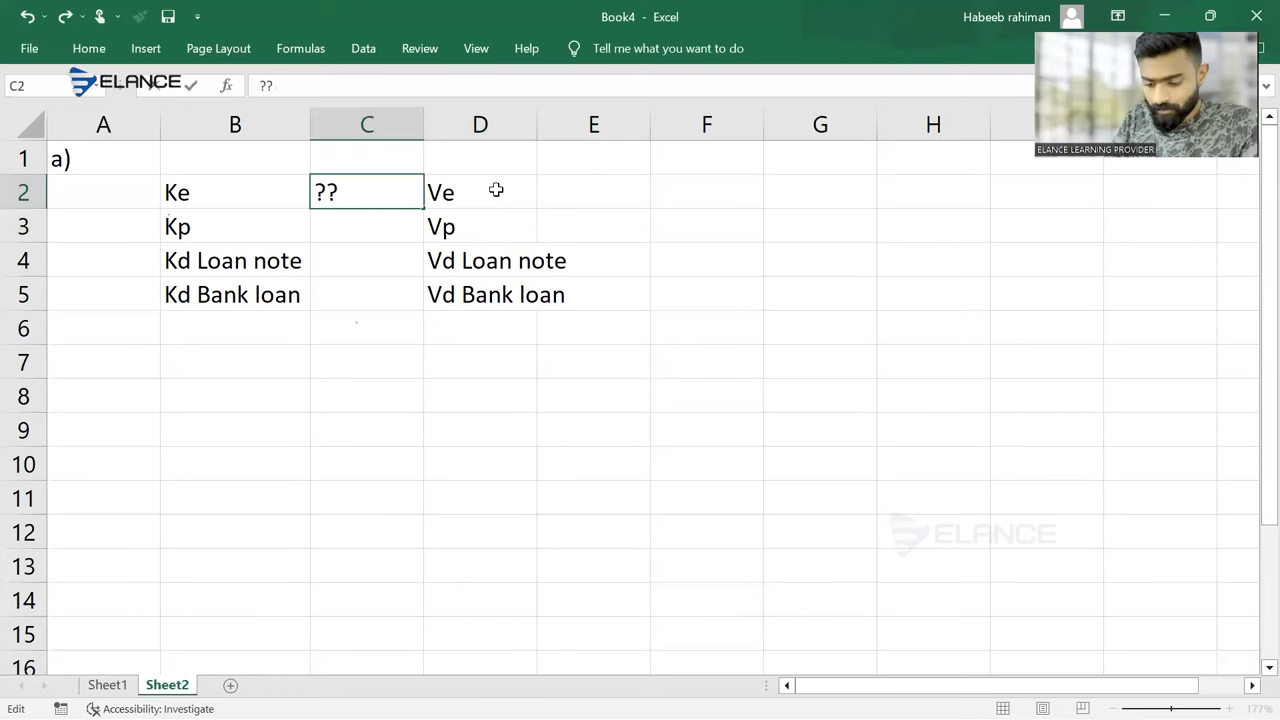 Book4 - Excel
Habeeb rahiman
File Home Insert Page Layout Formulas Data Review View Help Tell me what you want to do
C2
ELANCE
fx ??
ELANCE LEARNING PROVIDER
A B C D E F G H
1 a)
2 Ke ?? Ve
3 Kp Vp
4 Kd Loan note Vd Loan note
5 Kd Bank loan Vd Bank loan
6
7
8
9
10
11
12
ELANCE
13
14
15
16
Sheet1 Sheet2
Edit Accessibility: Investigate 177%